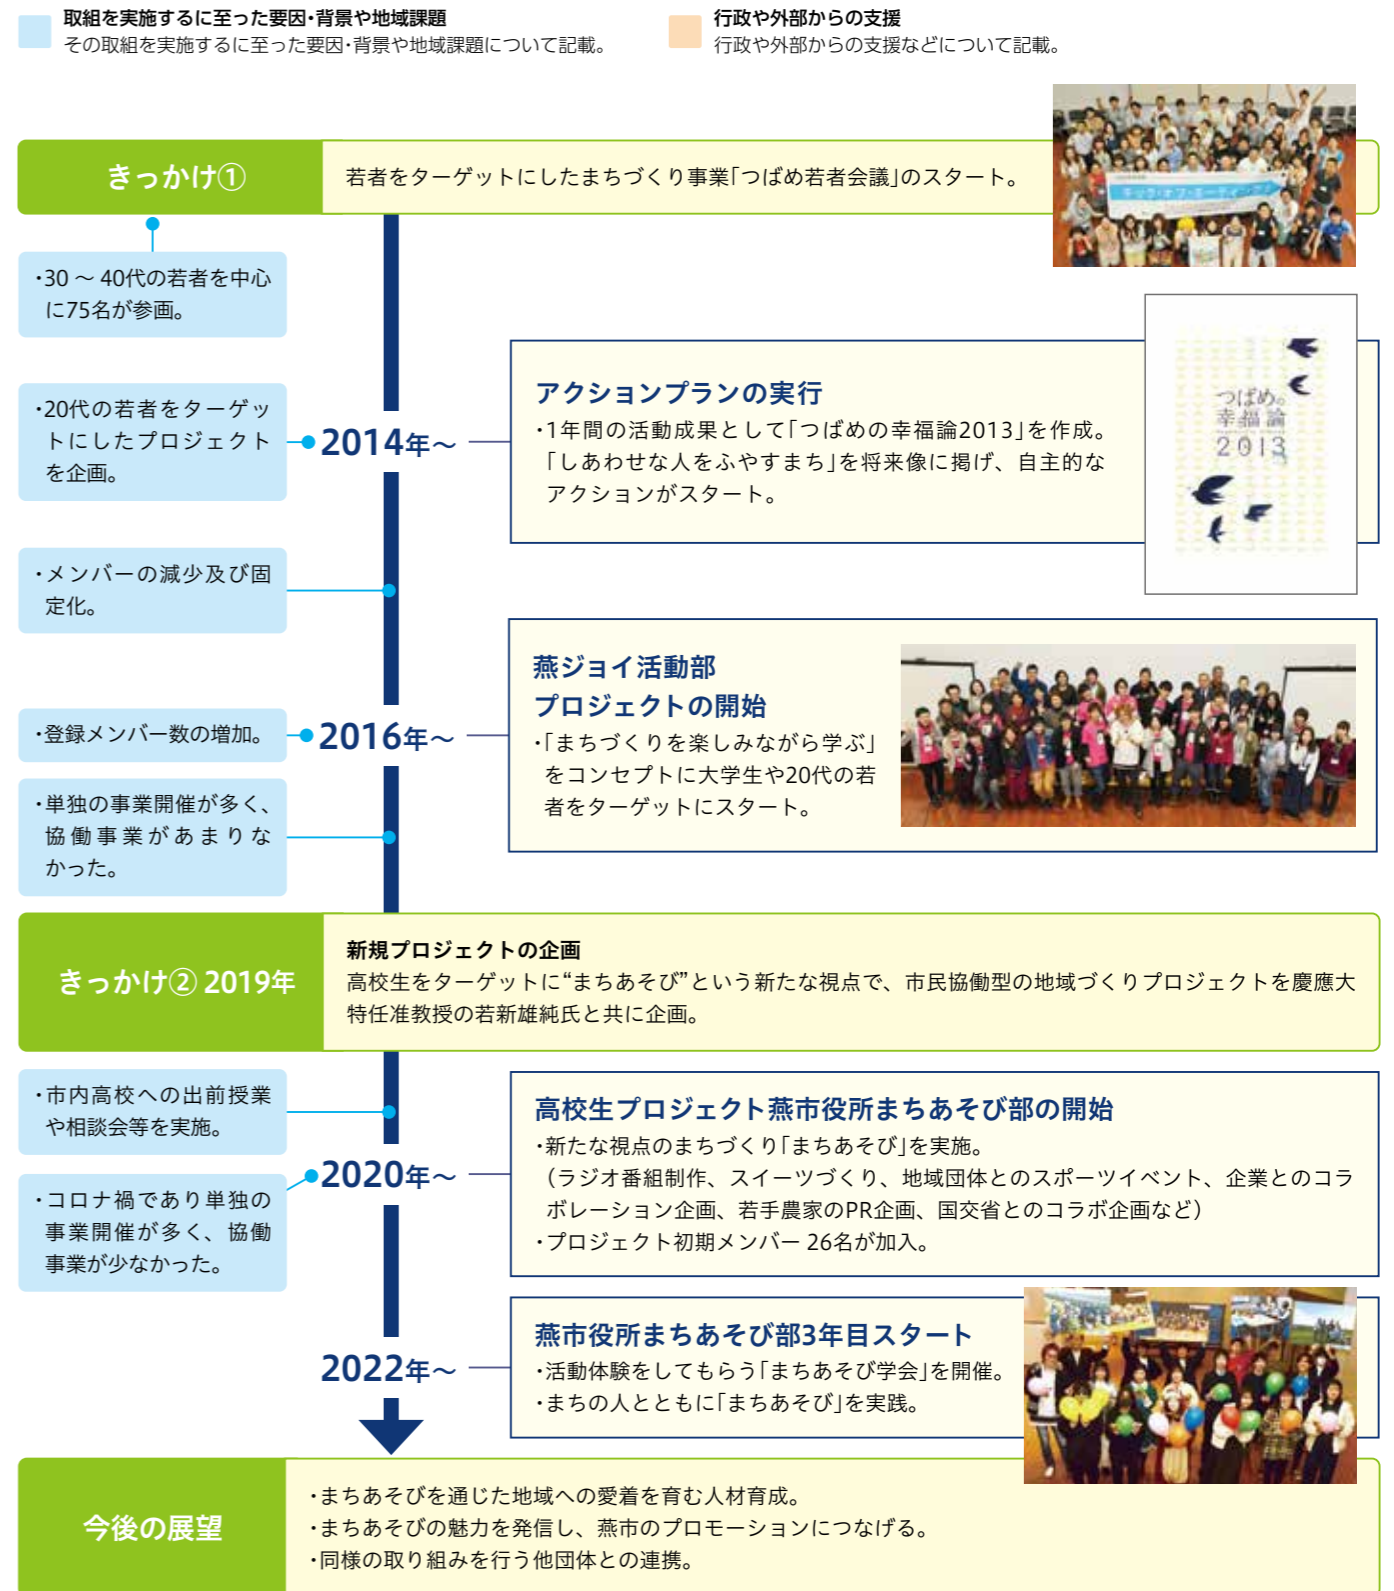 取組を実施するに至った要因・背景や地域課題
その取組を実施するに至った要因・背景や地域課題について記載。
行政や外部からの支援
行政や外部からの支援などについて記載。
きっかけ①
若者をターゲットにしたまちづくり事業「つばめ若者会議」のスタート。
キック・オフ・ミーティング
・30 ～ 40代の若者を中心
に75名が参画。
・20代の若者をターゲッ
トにしたプロジェクト
を企画。
2014年～
アクションプランの実行
・1年間の活動成果として「つばめの幸福論2013」を作成。
「しあわせな人をふやすまち」を将来像に掲げ、自主的な
アクションがスタート。
つばめ。
幸福論
2013
・メンバーの減少及び固
定化。
・登録メンバー数の増加。
2016年～
燕ジョイ活動部
プロジェクトの開始
・「まちづくりを楽しみながら学ぶ」
をコンセプトに大学生や20代の若
者をターゲットにスタート。
・単独の事業開催が多く、
協働事業があまりな
かった。
きっかけ② 2019年
新規プロジェクトの企画
高校生をターゲットに“まちあそび”という新たな視点で、市民協働型の地域づくりプロジェクトを慶應大
特任准教授の若新雄純氏と共に企画。
・市内高校への出前授業
や相談会等を実施。
・コロナ禍であり単独の
事業開催が多く、協働
事業が少なかった。
2020年～
高校生プロジェクト燕市役所まちあそび部の開始
・新たな視点のまちづくり「まちあそび」を実施。
（ラジオ番組制作、スイーツづくり、地域団体とのスポーツイベント、企業とのコラ
ボレーション企画、若手農家のPR企画、国交省とのコラボ企画など）
・プロジェクト初期メンバー 26名が加入。
2022年～
燕市役所まちあそび部3年目スタート
・活動体験をしてもらう「まちあそび学会」を開催。
・まちの人とともに「まちあそび」を実践。
今後の展望
・まちあそびを通じた地域への愛着を育む人材育成。
・まちあそびの魅力を発信し、燕市のプロモーションにつなげる。
・同様の取り組みを行う他団体との連携。